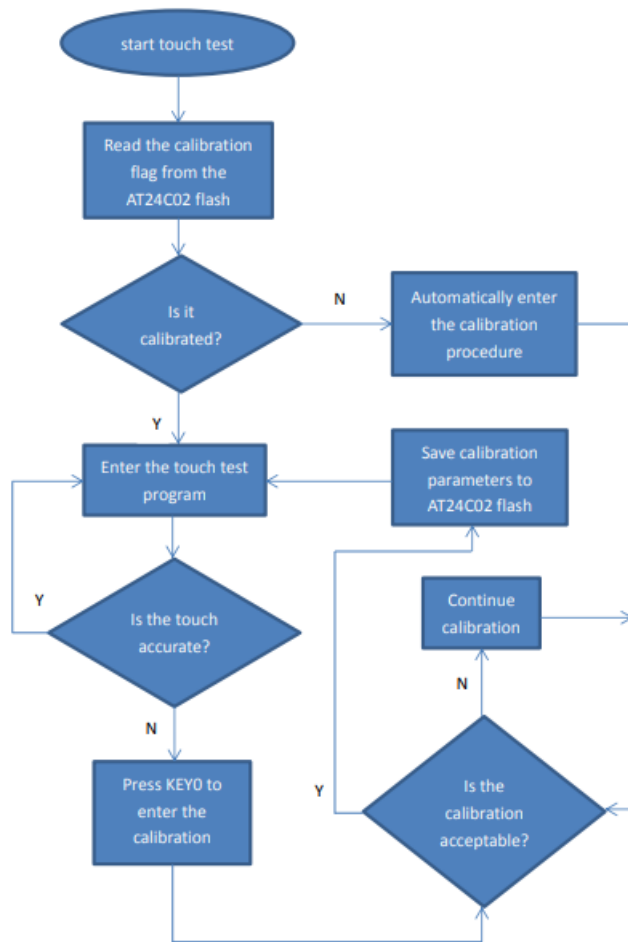 start touch test
Read the calibration
flag from the
AT24C02 flash
Is it
calibrated?
N
Automatically enter
the calibration
procedure
Y
Enter the touch test
program
Save calibration
parameters to
AT24C02 flash
Y
Is the touch
accurate?
Continue
calibration
N
N
Press KEY0 to
enter the
calibration
Y
Is the
calibration
acceptable?